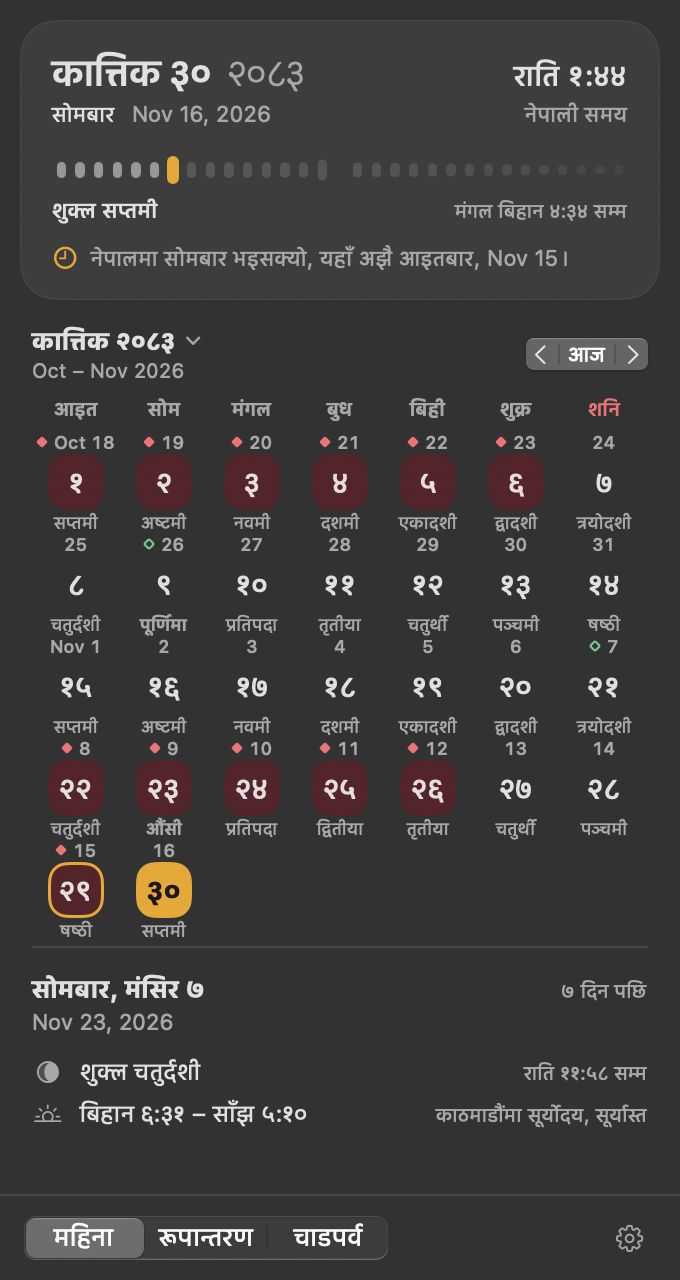 कात्तिक ३० २०८३
राति १:४४
सोमबार Nov 16, 2026
नेपाली समय
शुक्ल सप्तमी
मंगल बिहान ४:३४ सम्म
नेपालमा सोमबार भइसक्यो, यहाँ अझै आइतबार, Nov 15।
कात्तिक २०८३
Oct – Nov 2026
आज
आइत सोम मंगल बुध बिही शुक्र शनि
Oct 18 19 20 21 22 23 24
१ २ ३ ४ ५ ६ ७
सप्तमी अष्टमी नवमी दशमी एकादशी द्वादशी त्रयोदशी
25 26 27 28 29 30 31
८ ९ १० ११ १२ १३ १४
चतुर्दशी पूर्णिमा प्रतिपदा तृतीया चतुर्थी पञ्चमी षष्ठी
Nov 1 2 3 4 5 6 7
१५ १६ १७ १८ १९ २० २१
सप्तमी अष्टमी नवमी दशमी एकादशी द्वादशी त्रयोदशी
8 9 10 11 12 13 14
२२ २३ २४ २५ २६ २७ २८
चतुर्दशी औंसी प्रतिपदा द्वितीया तृतीया चतुर्थी पञ्चमी
15 16
२९ ३०
षष्ठी सप्तमी
सोमबार, मंसिर ७
७ दिन पछि
Nov 23, 2026
शुक्ल चतुर्दशी
राति ११:५८ सम्म
बिहान ६:३१ – साँझ ५:१०
काठमाडौंमा सूर्योदय, सूर्यास्त
महिना रूपान्तरण चाडपर्व